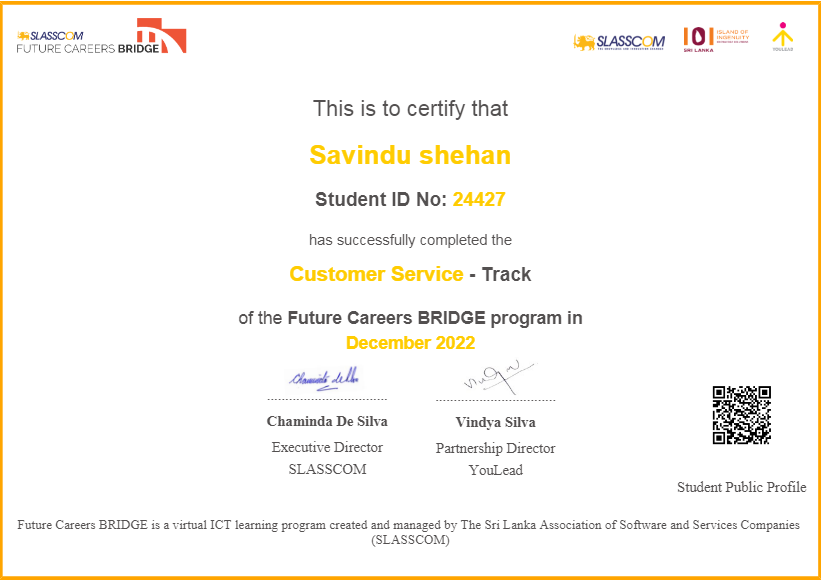 SLASSCOM
FUTURE CAREERS BRIDGE
SLASSCOM
ISLAND OF
INGENUITY
SRI LANKA
YOULEAD
This is to certify that
Savindu shehan
Student ID No: 24427
has successfully completed the
Customer Service - Track
of the Future Careers BRIDGE program in
December 2022
Chaminda De Silva
Executive Director
SLASSCOM
Vindya Silva
Partnership Director
YouLead
Student Public Profile
Future Careers BRIDGE is a virtual ICT learning program created and managed by The Sri Lanka Association of Software and Services Companies
(SLASSCOM)